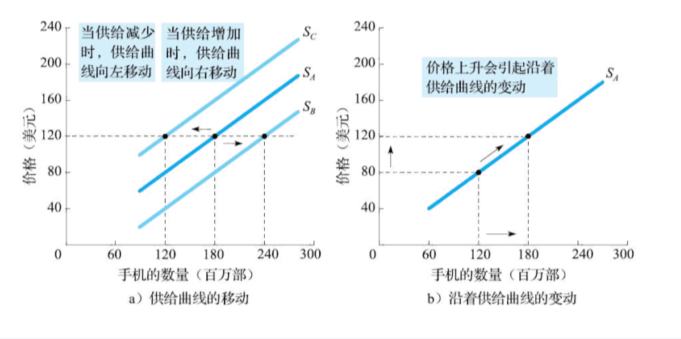 当供给减少
时，供给曲
线向左移动
当供给增加
时，供给曲
线向右移动
S_C
S_A
S_B
240
200
160
120
80
40
0
60
120
180
240
300
价格（美元）
手机的数量（百万部）
a）供给曲线的移动
价格上升会引起沿着
供给曲线的变动
S_A
240
200
160
120
80
40
0
60
120
180
240
300
价格（美元）
手机的数量（百万部）
b）沿着供给曲线的变动